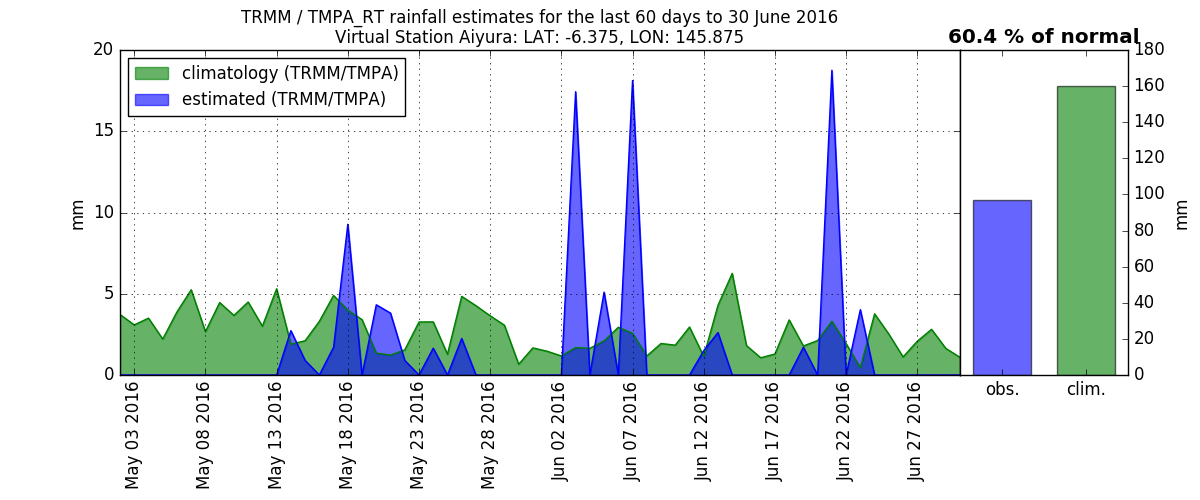 TRMM / TMPA_RT rainfall estimates for the last 60 days to 30 June 2016
Virtual Station Aiyura: LAT: -6.375, LON: 145.875
60.4 % of normal
climatology (TRMM/TMPA)
estimated (TRMM/TMPA)
20
15
10
5
0
mm
May 03 2016
May 08 2016
May 13 2016
May 18 2016
May 23 2016
May 28 2016
Jun 02 2016
Jun 07 2016
Jun 12 2016
Jun 17 2016
Jun 22 2016
Jun 27 2016
180
160
140
120
100
80
60
40
20
0
mm
obs.
clim.